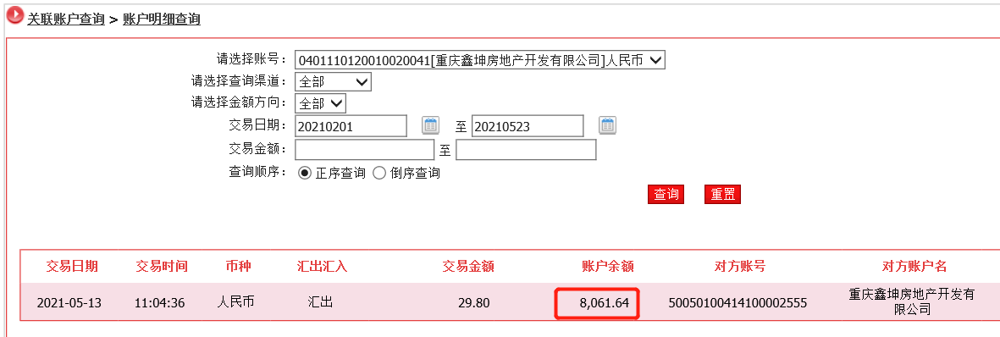 关联账户查询 > 账户明细查询
请选择账号： 0401110120010020041[重庆鑫坤房地产开发有限公司]人民币
请选择查询渠道： 全部
请选择金额方向： 全部
交易日期： 20210201 至 20210523
交易金额： 至
查询顺序： 正序查询 倒序查询
查询 重置
交易日期 交易时间 币种 汇出汇入 交易金额 账户余额 对方账号 对方账户名
2021-05-13 11:04:36 人民币 汇出 29.80 8,061.64 50050100414100002555 重庆鑫坤房地产开发有
限公司